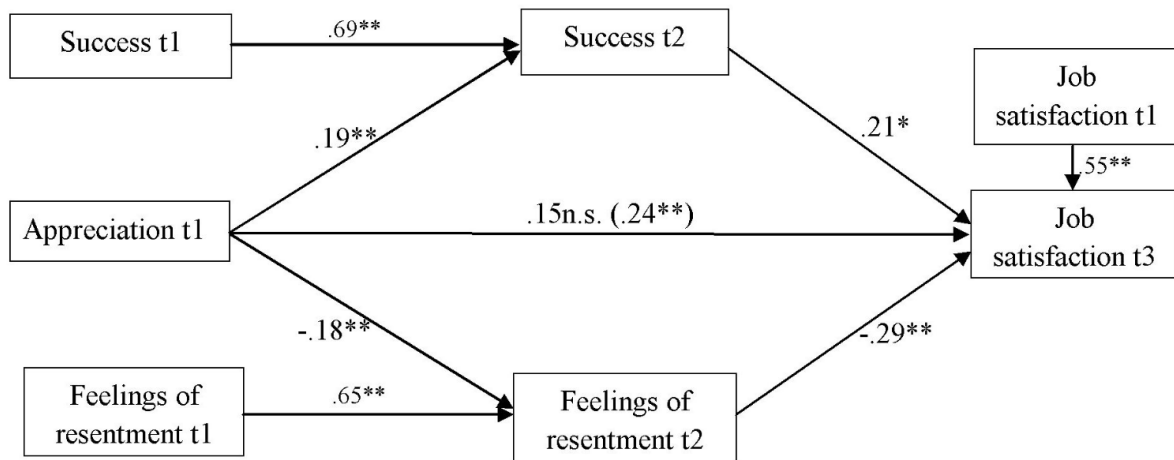 Success t1
.69**
Success t2
Job
satisfaction t1
.19**
.21*
.55**
Appreciation t1
.15n.s. (.24**)
Job
satisfaction t3
-.18**
-.29**
Feelings of
resentment t1
.65**
Feelings of
resentment t2